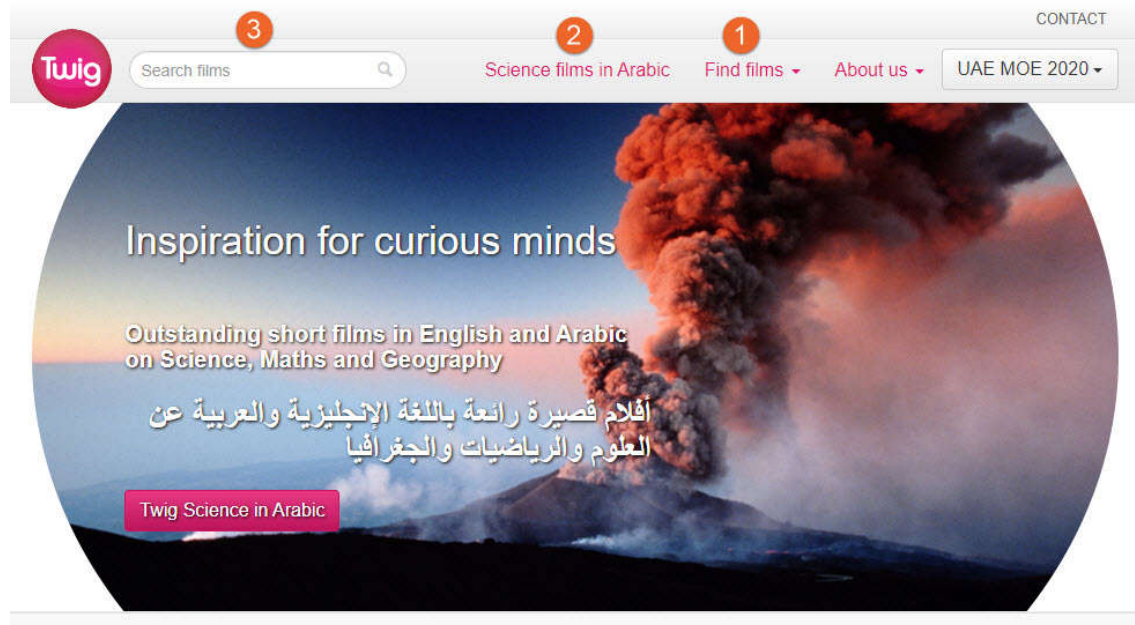 CONTACT
3
2
1
Twig
Search films
Science films in Arabic
Find films
About us
UAE MOE 2020
Inspiration for curious minds
Outstanding short films in English and Arabic
on Science, Maths and Geography
أفلام قصيرة رائعة باللغة الإنجليزية والعربية عن
العلوم والرياضيات والجغرافيا
Twig Science in Arabic